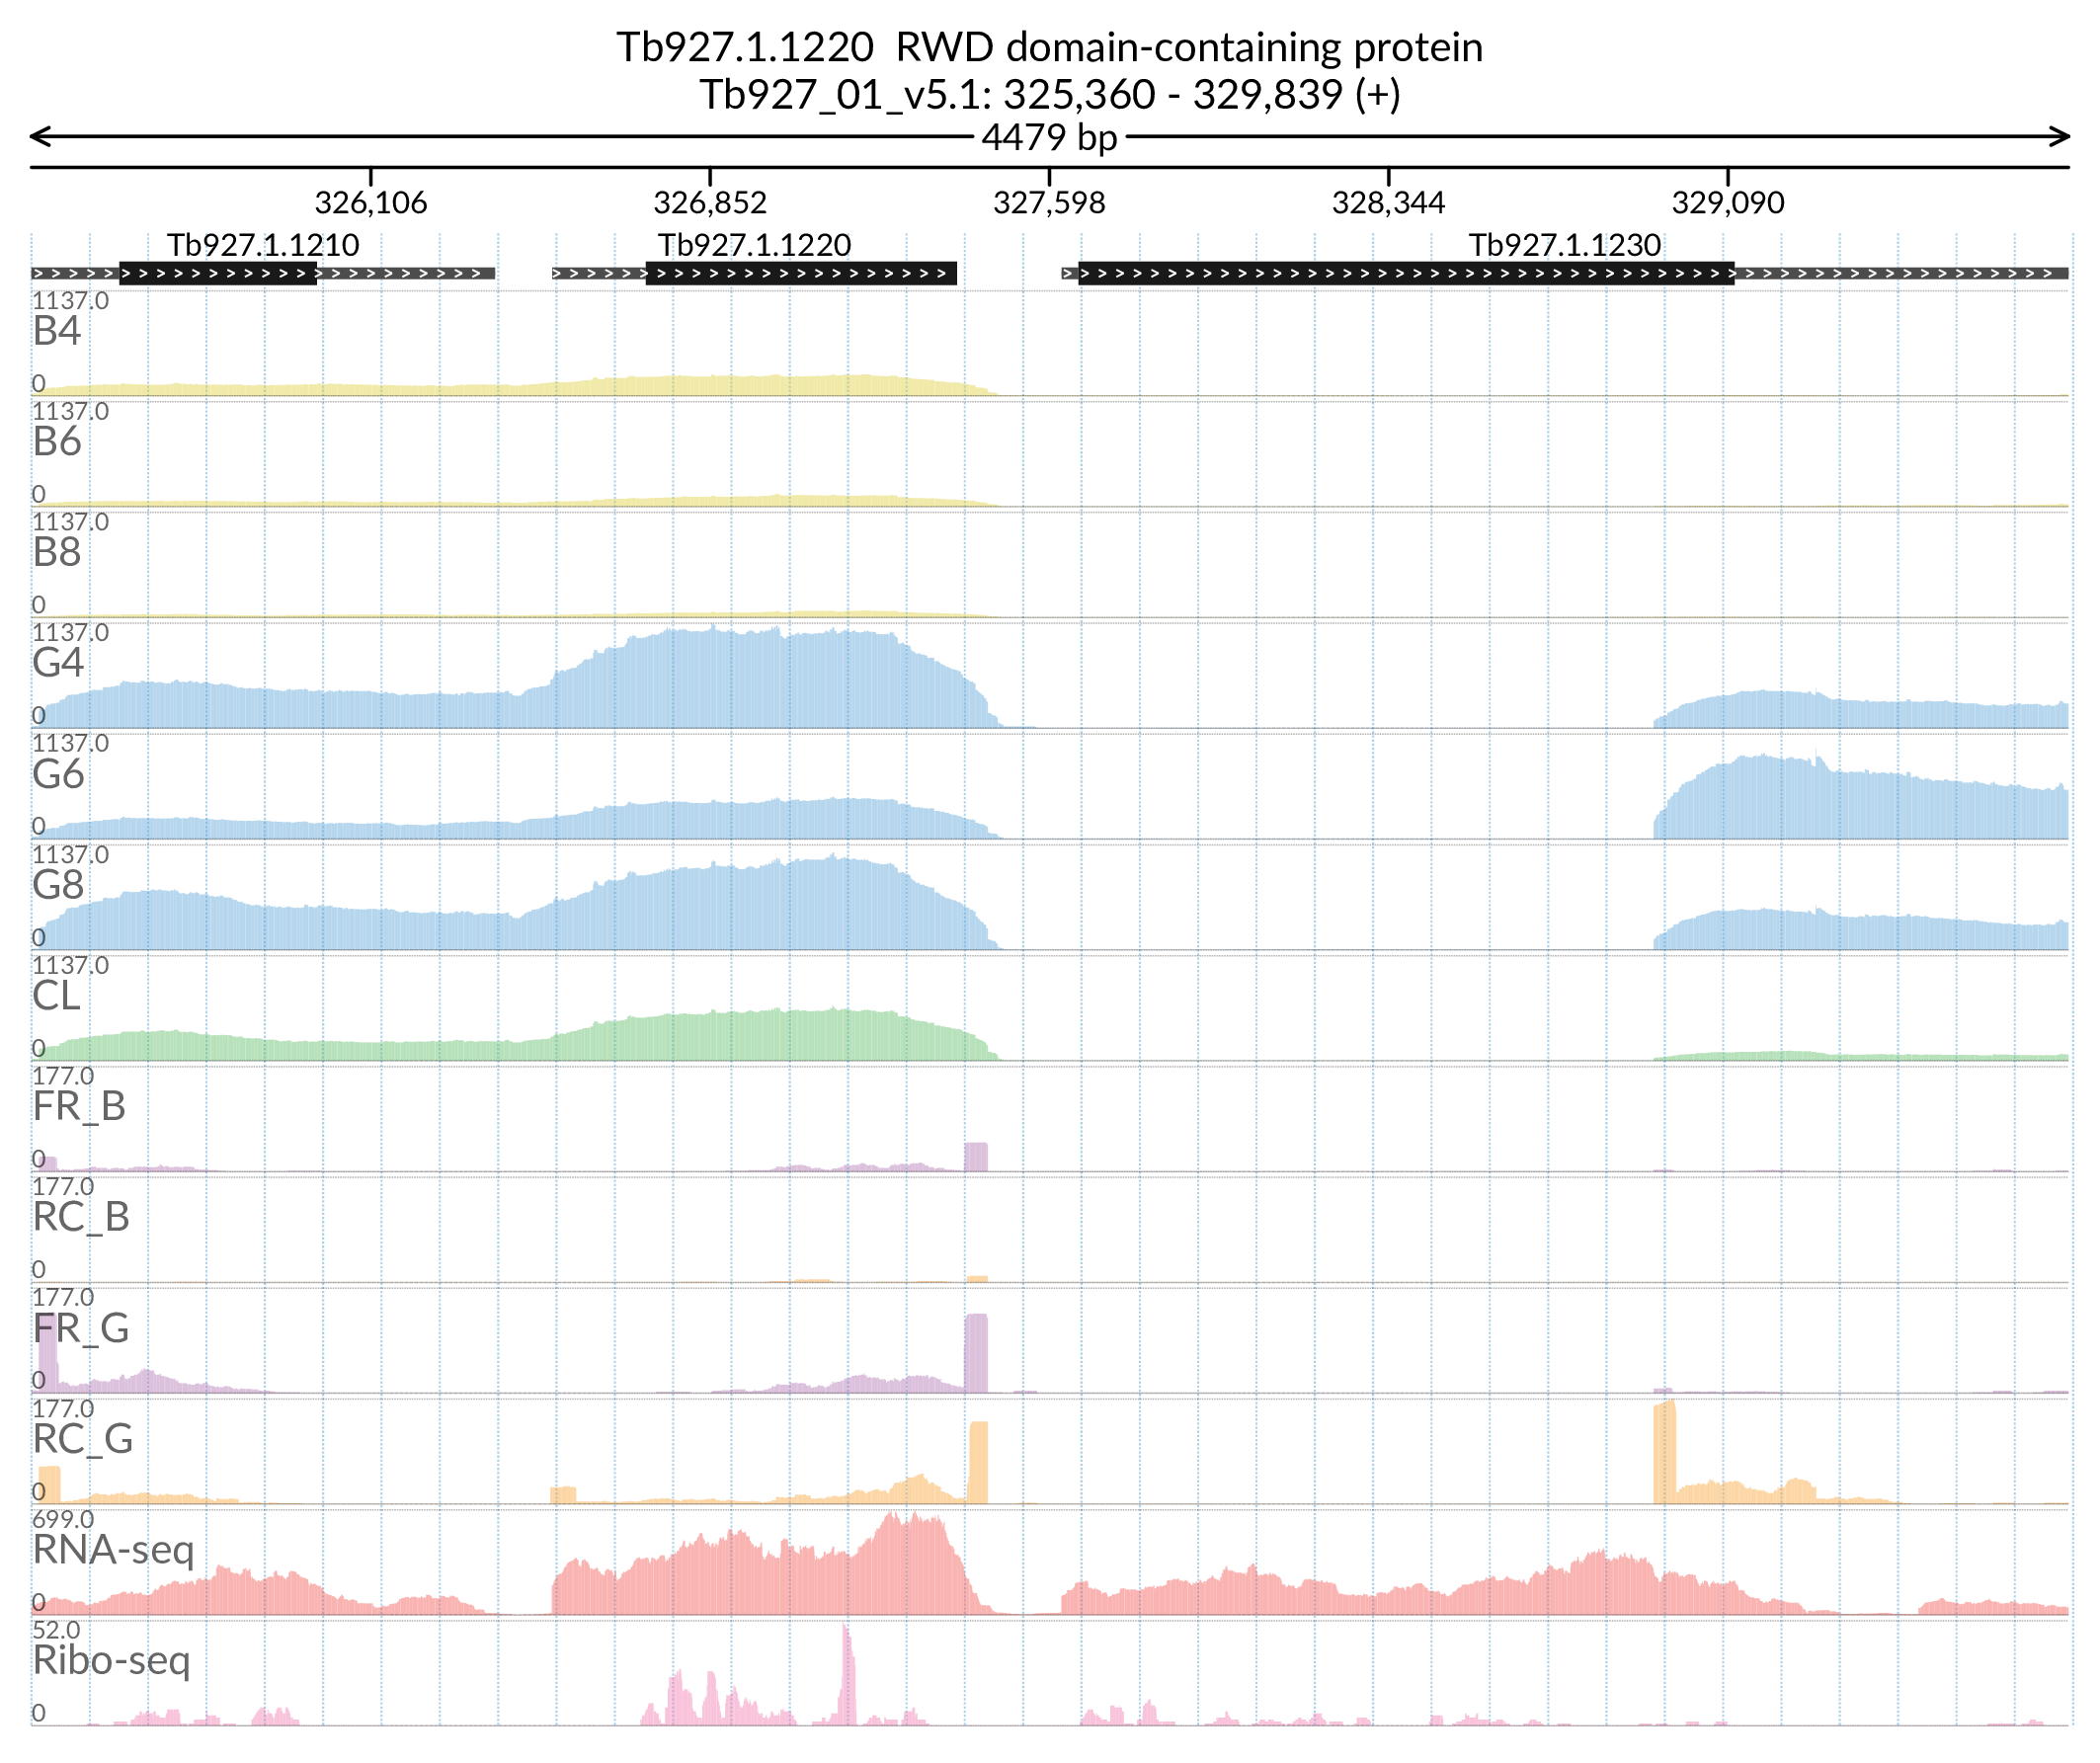 Tb927.1.1220  RWD domain-containing protein
Tb927_01_v5.1: 325,360 - 329,839 (+)
4479 bp
326,106 326,852 327,598 328,344 329,090
Tb927.1.1210 Tb927.1.1220 Tb927.1.1230
1137.0
B4
0
1137.0
B6
0
1137.0
B8
0
1137.0
G4
0
1137.0
G6
0
1137.0
G8
0
1137.0
CL
0
177.0
FR_B
0
177.0
RC_B
0
177.0
FR_G
0
177.0
RC_G
0
699.0
RNA-seq
0
52.0
Ribo-seq
0